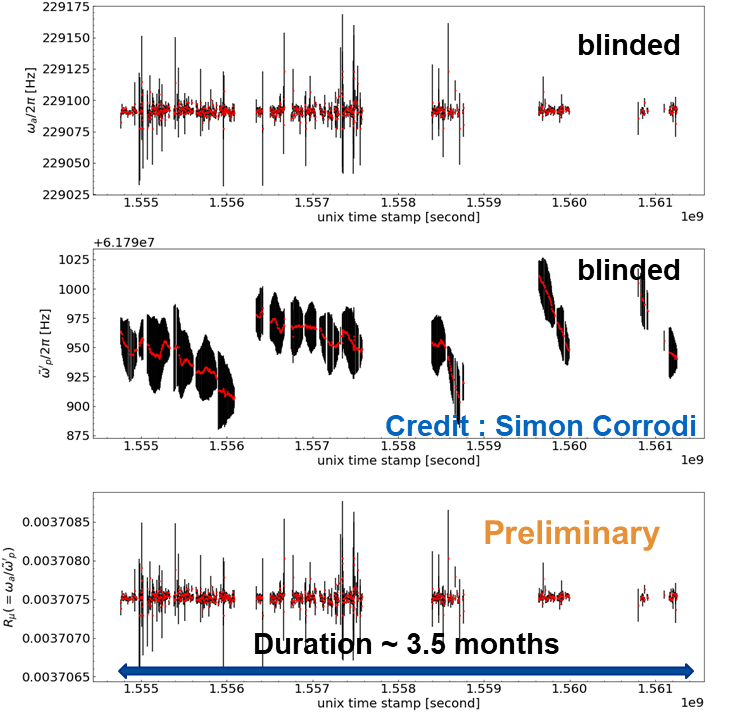 229175
229150
229125
229100
229075
229050
229025
ωa/2π [Hz]
blinded
1.555 1.556 1.557 1.558 1.559 1.560 1.561
unix time stamp [second]
1e9
+6.179e7
1025
1000
975
950
925
900
875
ω̃′p/2π [Hz]
blinded
Credit : Simon Corrodi
1.555 1.556 1.557 1.558 1.559 1.560 1.561
unix time stamp [second]
1e9
0.0037085
0.0037080
0.0037075
0.0037070
0.0037065
Rμ(= ωa/ω̃′p)
Preliminary
Duration ~ 3.5 months
1.555 1.556 1.557 1.558 1.559 1.560 1.561
unix time stamp [second]
1e9